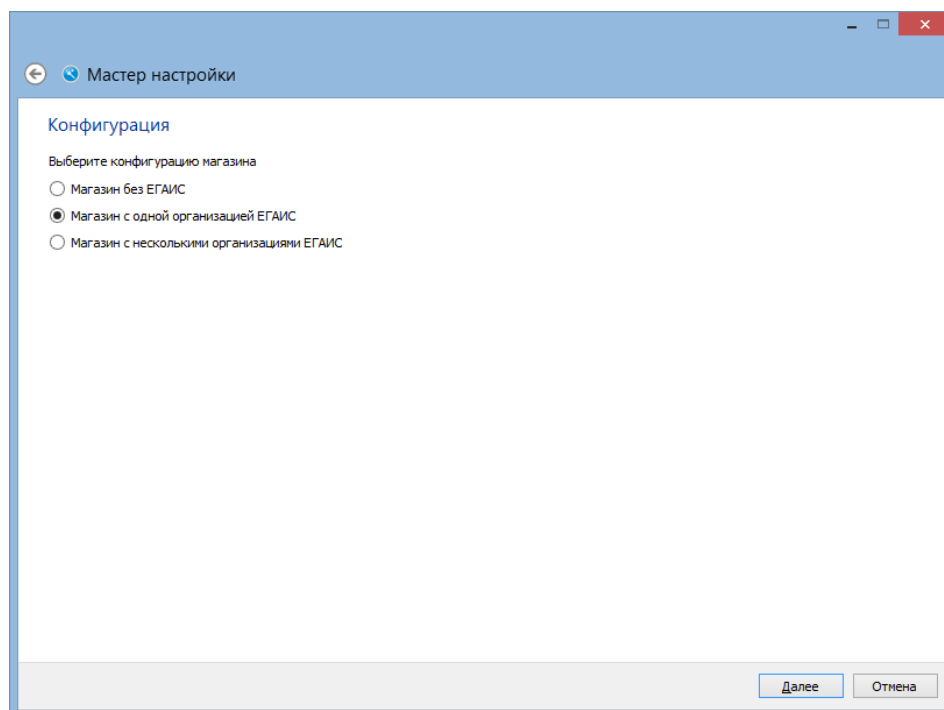 Мастер настройки
Конфигурация
Выберите конфигурацию магазина
Магазин без ЕГАИС
Магазин с одной организацией ЕГАИС
Магазин с несколькими организациями ЕГАИС
Далее Отмена